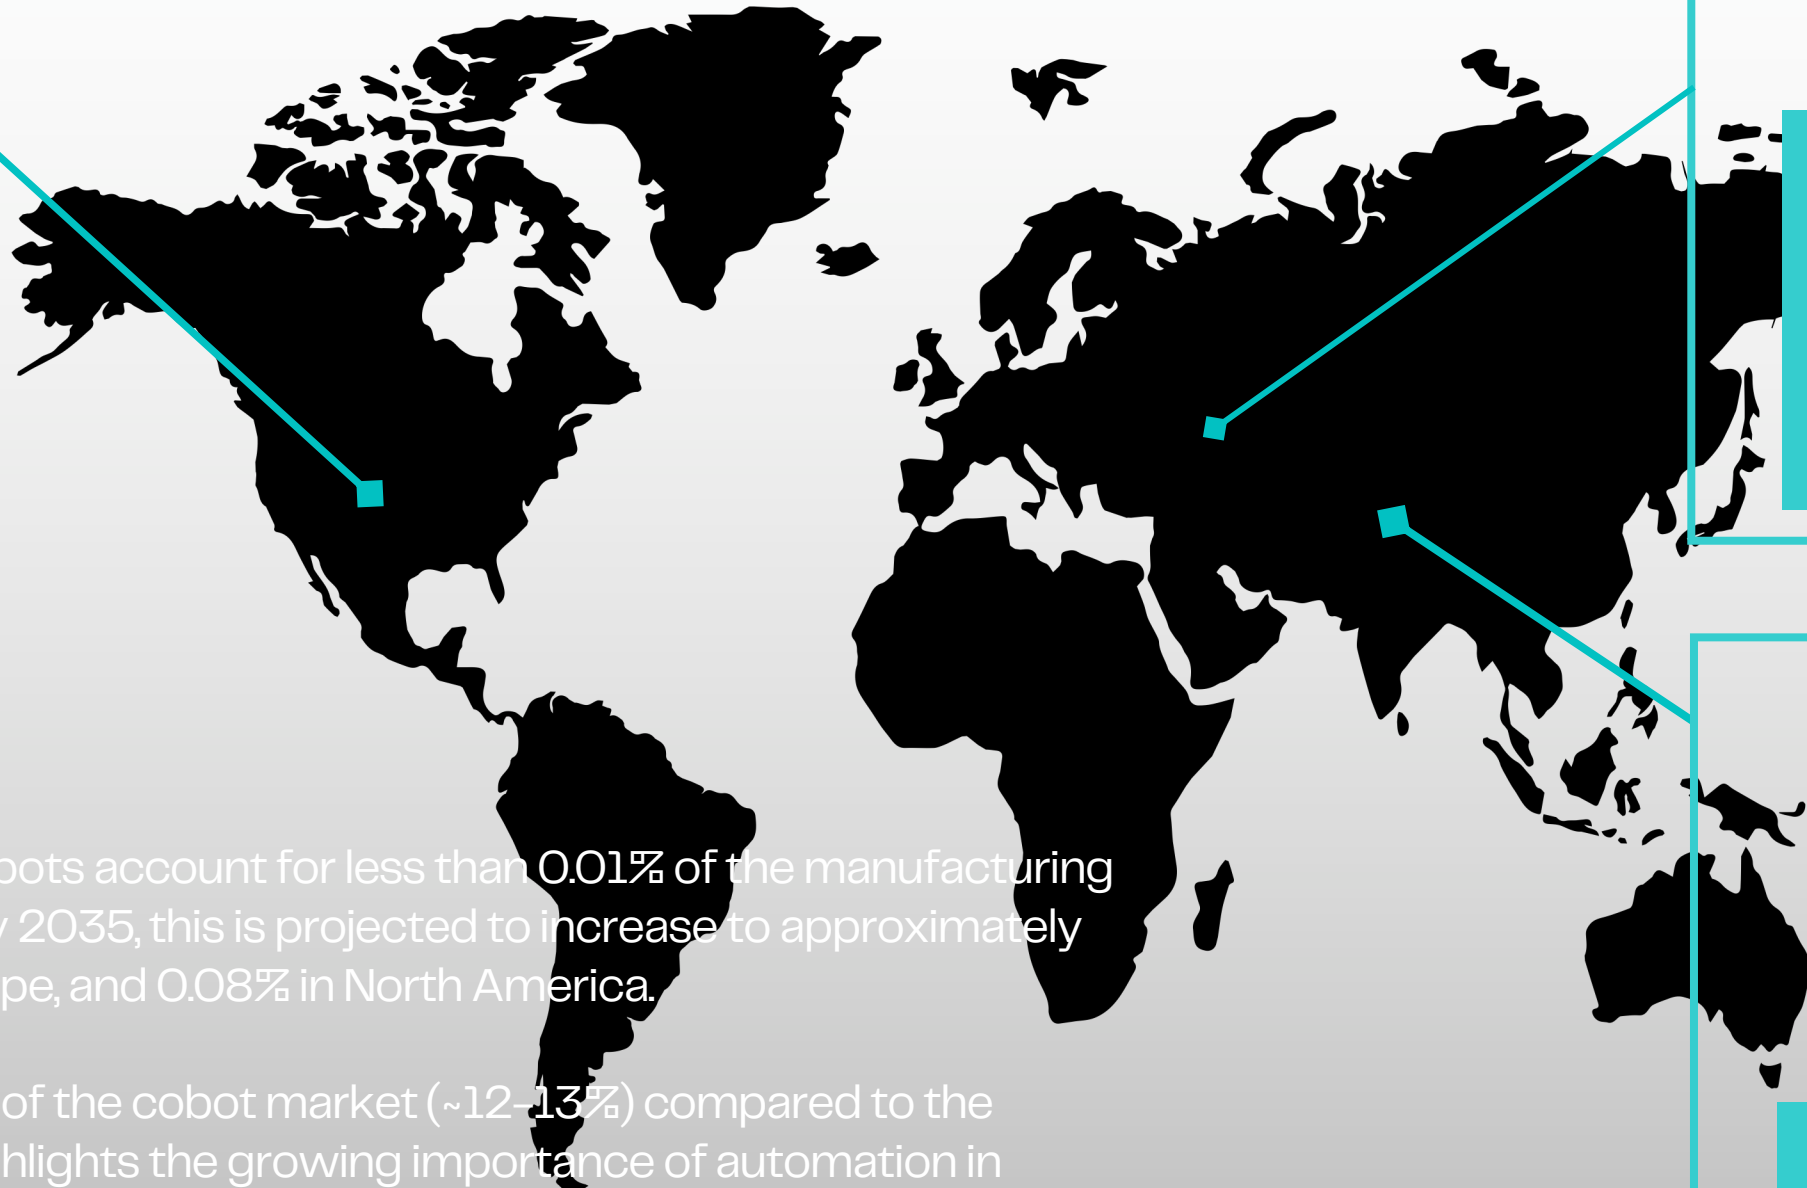 bots account for less than 0.01% of the manufacturing
y 2035, this is projected to increase to approximately
pe, and 0.08% in North America.
of the cobot market (~12–13%) compared to the
hlights the growing importance of automation in